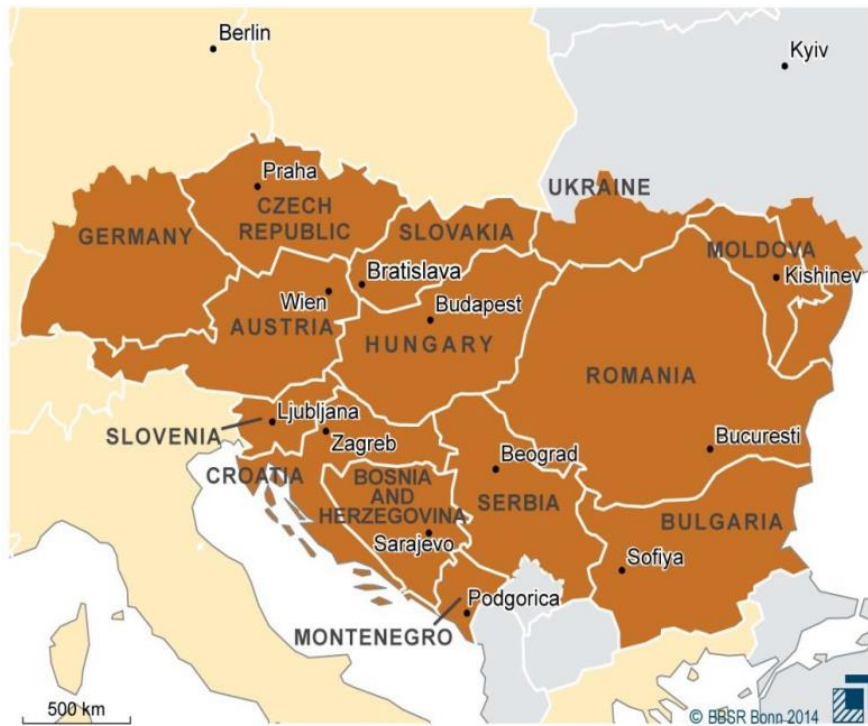 Berlin
Kyiv
Praha
UKRAINE
CZECH
REPUBLIC
GERMANY
SLOVAKIA
MOLDOVA
Bratislava
Kishinev
Wien
Budapest
AUSTRIA
HUNGARY
ROMANIA
Ljubljana
SLOVENIA
Zagreb
Bucuresti
CROATIA
BOSNIA
AND
HERZEGOVINA
Beograd
SERBIA
BULGARIA
Sarajevo
Sofiya
Podgorica
MONTENEGRO
500 km
© BBSR Bonn 2014